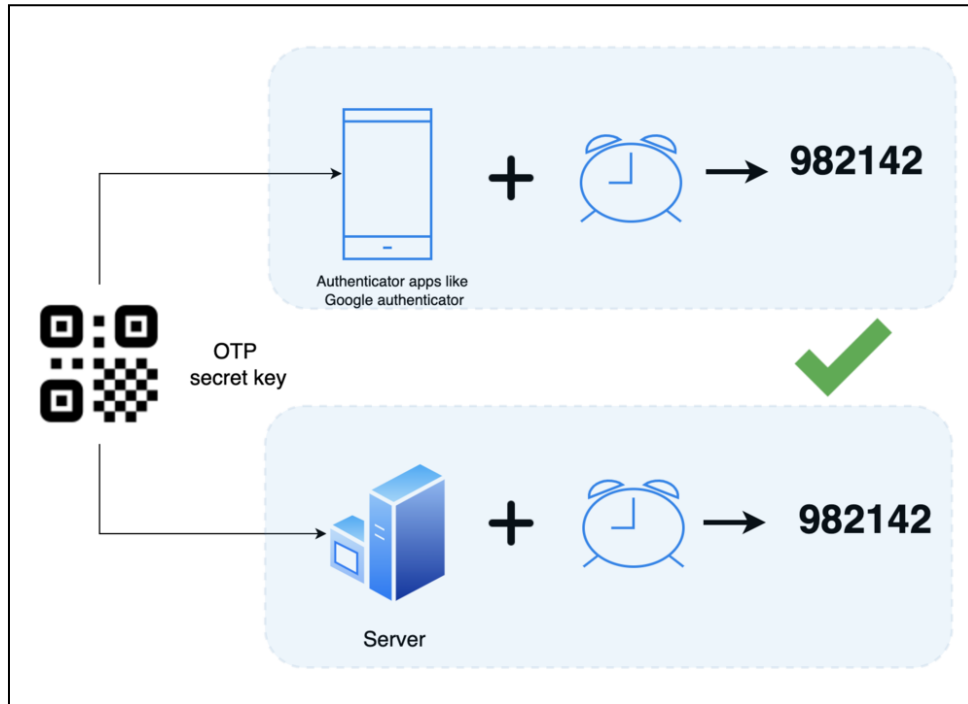 982142
Authenticator apps like
Google authenticator
OTP
secret key
982142
Server